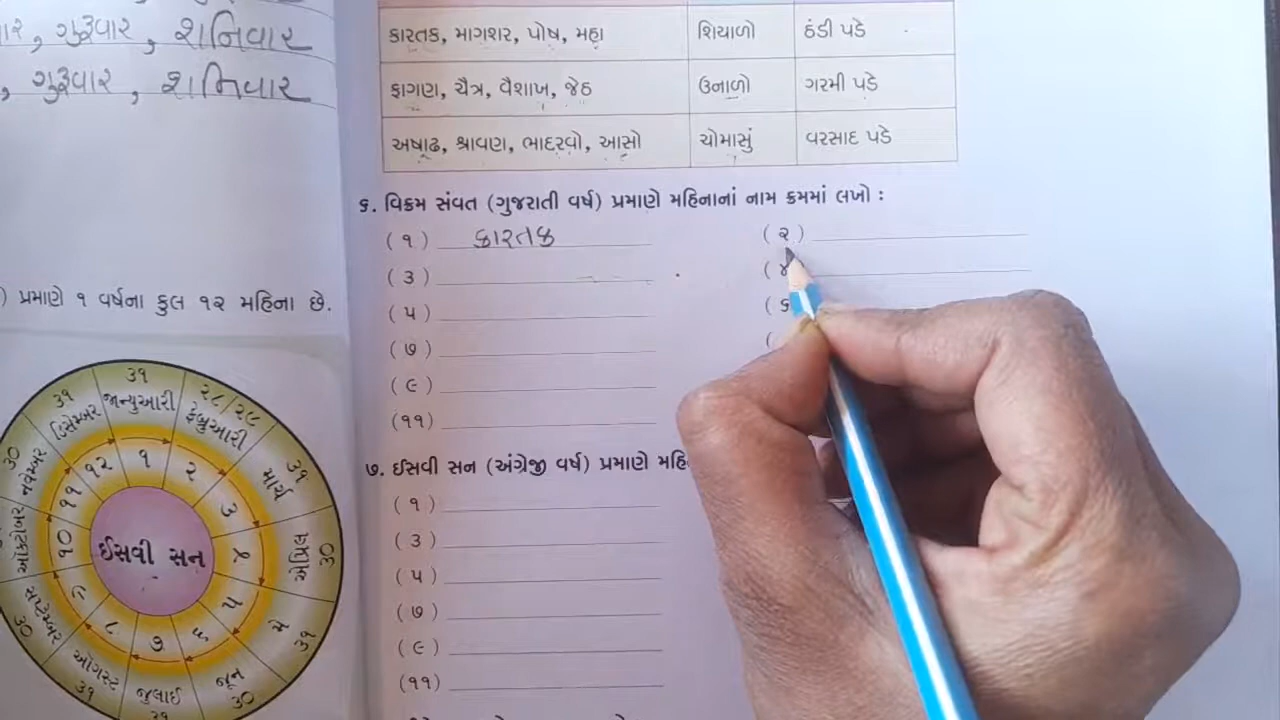 ગુરૂવાર, શનિવાર
, ગુરૂવાર, શનિવાર
) પ્રમાણે ૧ વર્ષના કુલ ૧૨ મહિના છે.
૩૧ ૨૮ ૨૯ ૩૧ ૩૦ ૩૧ ૩૦ ૩૧ ૩૧ ૩૦ ૩૦ ૩૧
જાન્યુઆરી ફેબ્રુઆરી માર્ચ એપ્રિલ મે જૂન જુલાઈ ઑગસ્ટ સપ્ટેમ્બર ઑક્ટોબર નવેમ્બર ડિસેમ્બર
૧ ૨ ૩ ૪ ૫ ૬ ૭ ૮ ૯ ૧૦ ૧૧ ૧૨
ઈસવી સન
કારતક, માગશર, પોષ, મહા શિયાળો ઠંડી પડે
ફાગણ, ચૈત્ર, વૈશાખ, જેઠ ઉનાળો ગરમી પડે
અષાઢ, શ્રાવણ, ભાદરવો, આસો ચોમાસું વરસાદ પડે
૬. વિક્રમ સંવત (ગુજરાતી વર્ષ) પ્રમાણે મહિનાનાં નામ ક્રમમાં લખો :
(૧) કારતક (૨)
(૩) (૪
(૫) (૬
(૭) (
(૯)
(૧૧)
૭. ઈસવી સન (અંગ્રેજી વર્ષ) પ્રમાણે મહિ
(૧)
(૩)
(૫)
(૭)
(૯)
(૧૧)